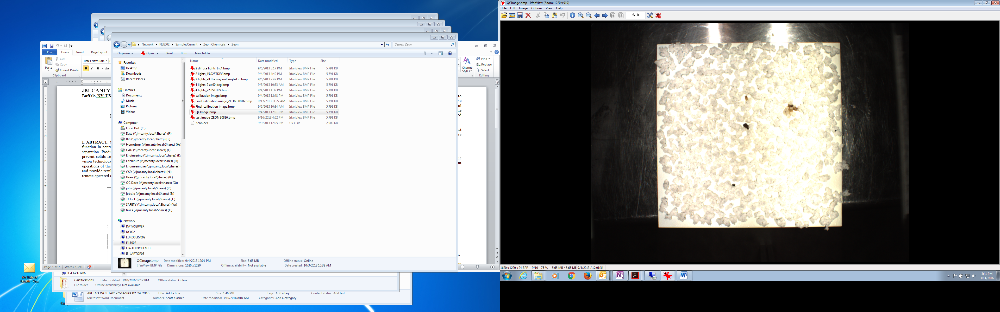 QCImage.bmp - IrfanView (Zoom: 1220 x 919)
File Edit Image Options View Help
9/10
Network FILE002 SamplesCurrent Zeon Chemicals Zeon
Search Zeon
Organize Open Print Burn New folder
Name Date modified Type Size
2 diffuse lights_Iris4.bmp 9/5/2013 3:17 PM IrfanView BMP File 5,791 KB
2 lights_45.02STDEV.bmp 9/4/2013 4:40 PM IrfanView BMP File 5,791 KB
2 lights_all the way out angled in.bmp 9/5/2013 2:42 PM IrfanView BMP File 5,791 KB
4 lights_2 at 90 deg.bmp 9/5/2013 10:53 AM IrfanView BMP File 5,791 KB
4 lights_22.8STDEV.bmp 9/4/2013 4:39 PM IrfanView BMP File 5,791 KB
calibration image.bmp 9/4/2013 12:48 PM IrfanView BMP File 5,791 KB
Final calibration image_ZEON 30816.bmp 9/17/2013 11:27 AM IrfanView BMP File 5,791 KB
Final_calibration image.bmp 9/6/2013 10:34 AM IrfanView BMP File 5,791 KB
QCImage.bmp 9/4/2013 12:01 PM IrfanView BMP File 5,791 KB
test image_ZEON 30816.bmp 9/16/2013 4:52 PM IrfanView BMP File 5,791 KB
Zeon.cv3 9/9/2013 12:25 PM CV3 File 2,000 KB
Favorites
Desktop
Downloads
Recent Places
Libraries
Documents
Music
Pictures
Videos
Computer
Local Disk (C:)
Data (\\jmcanty.local\Shares) (F:)
Bin (\\jmcanty.local\Shares) (G:)
HomeEngr (\\jmcanty.local\Shares) (H:)
CAD (\\jmcanty.local\shares) (I:)
Engineering (\\jmcanty.local\shares) (K:
Literature (\\jmcanty.local\shares) (L:)
Engineering.ie (\\jmcanty.local\shares)
CSD (\\jmcanty.local\shares) (N:)
Users (\\jmcanty.local\Shares) (P:)
QC Docs (\\jmcanty.local\shares) (Q:)
jobs (\\jmcanty.local\Shares) (R:)
jobs.ie (\\jmcanty.local\Shares) (S:)
TClock (\\jmcanty.local\Shares) (T:)
SAFETY (\\jmcanty.local\Shares) (W:)
faxes (\\jmcanty.local\Shares) (X:)
Network
DATASERVER
DC002
EUROSERV002
FILE002
HP-THINCLIENT3
IE-LAPTOP06
QCImage.bmp Date modified: 9/4/2013 12:01 PM Size: 5.65 MB Offline status: Online
IrfanView BMP File Dimensions: 1620 x 1220 Offline availability: Not available Date created: 10/3/2013 10:32 AM
File Home Insert Page Layout
Paste
Cut
Copy
Format Painter
Clipboard
Times New Rom
B I U abc
Change Styles
Find
Replace
Select
Editing
JM CANTY
Buffalo, NY US
I. ABTRACT:
function in contr
separation. Produ
prevent solids fr
vision technology
operations of the
and provide resul
remote operated a
Page: 1 of 7 Words: 1,290
IE-LAPTOP06
Certifications Date modified: 3/10/2016 12:12 PM Offline status: Online
File folder Offline availability: Not available
API TG3 WG3 Test Procedure 02-24-2016... Title: Add a title Size: 1.46 MB Tags: Add a tag Content status: Add text
Microsoft Word Document Authors: Scott Klasner Date modified: 3/10/2016 8:16 AM Categories: Add a category
NY State of
Health - Yo...
1620 x 1220 x 24 BPP 9/10 75 % 5.65 MB / 5.65 ME 9/4/2013 / 12:01:34
3:41 PM
3/14/2016